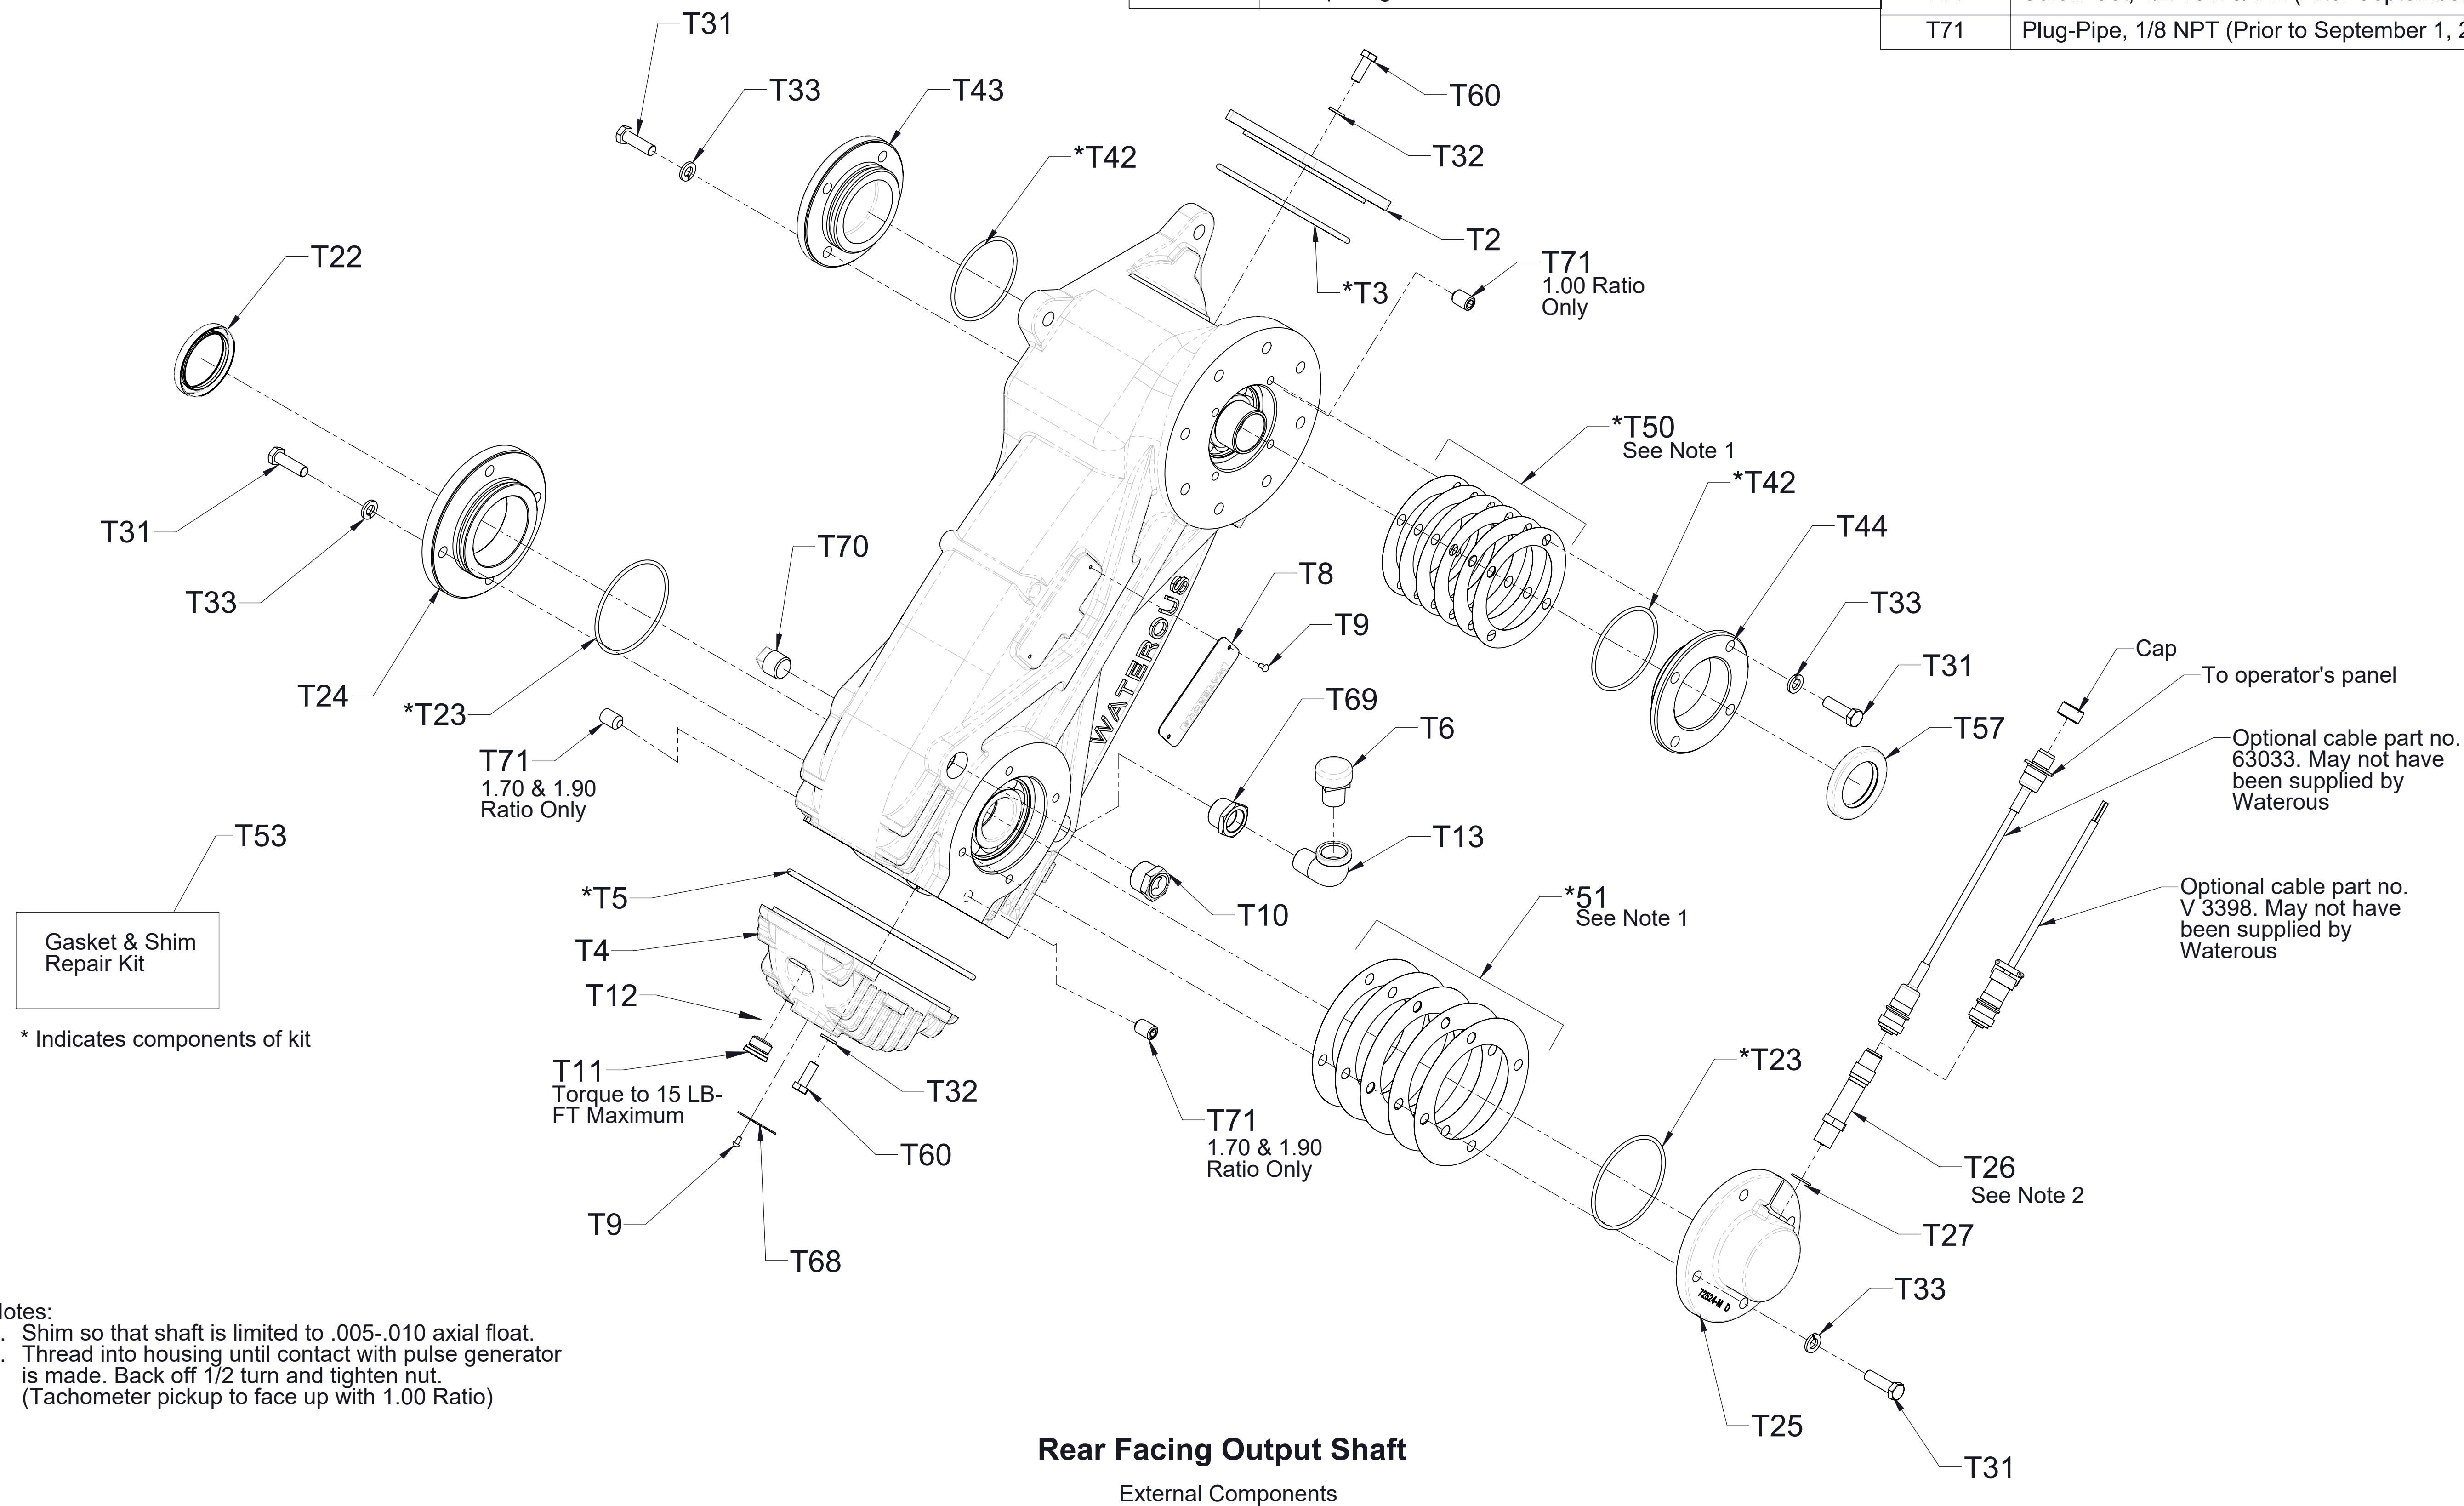 T71
Plug-Pipe, 1/8 NPT (Prior to September 1,
T31
T33
T43
*T42
T60
T32
T2
*T3
T71
1.00 Ratio
Only
T22
T31
T33
T24
*T23
T70
T71
1.70 & 1.90
Ratio Only
WATEROUS
T8
T9
T69
T6
T13
T10
*T50
See Note 1
*T42
T44
T33
T31
T57
Cap
To operator's panel
Optional cable part no.
63033. May not have
been supplied by
Waterous
Optional cable part no.
V 3398. May not have
been supplied by
Waterous
T53
Gasket & Shim
Repair Kit
* Indicates components of kit
*T5
T4
T12
T11
Torque to 15 LB-
FT Maximum
T32
T60
T9
T68
T71
1.70 & 1.90
Ratio Only
*51
See Note 1
*T23
T26
See Note 2
T27
T33
72524-M D
T25
T31
Notes:
. Shim so that shaft is limited to .005-.010 axial float.
. Thread into housing until contact with pulse generator
is made. Back off 1/2 turn and tighten nut.
(Tachometer pickup to face up with 1.00 Ratio)
Rear Facing Output Shaft
External Components